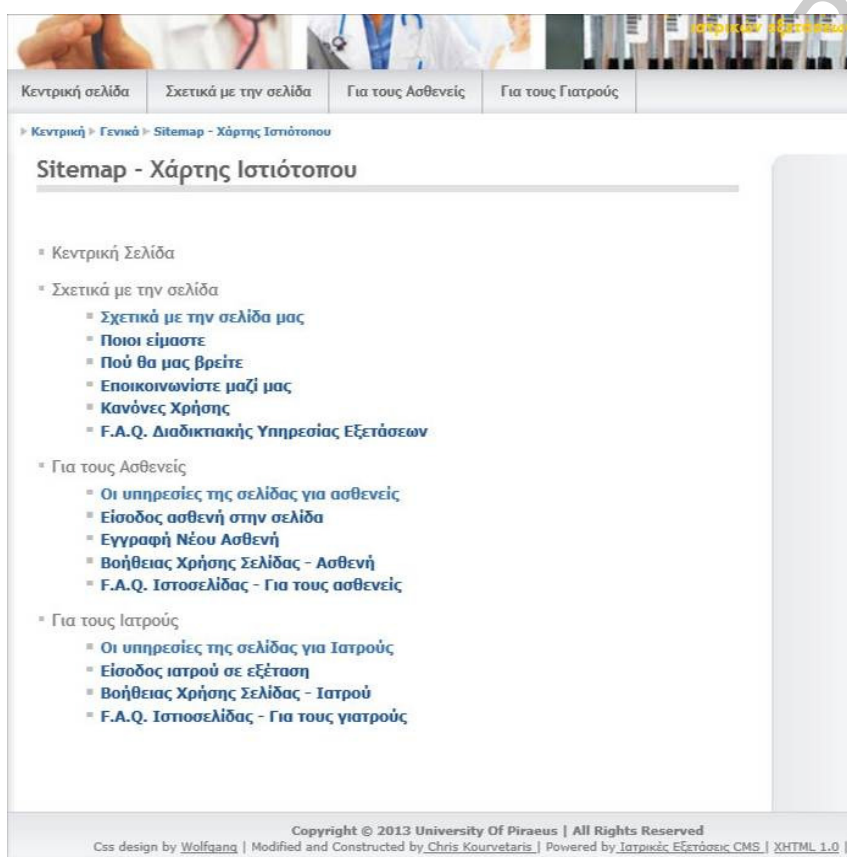 ιατρικών εξετάσεων
Κεντρική σελίδα
Σχετικά με την σελίδα
Για τους Ασθενείς
Για τους Γιατρούς
Κεντρική Γενικά Sitemap - Χάρτης Ιστιότοπου
Sitemap - Χάρτης Ιστιότοπου
Κεντρική Σελίδα
Σχετικά με την σελίδα
Σχετικά με την σελίδα μας
Ποιοι είμαστε
Πού θα μας βρείτε
Εποικοινωνίστε μαζί μας
Κανόνες Χρήσης
F.A.Q. Διαδικτιακής Υπηρεσίας Εξετάσεων
Για τους Ασθενείς
Οι υπηρεσίες της σελίδας για ασθενείς
Είσοδος ασθενή στην σελίδα
Εγγραφή Νέου Ασθενή
Βοήθειας Χρήσης Σελίδας - Ασθενή
F.A.Q. Ιστοσελίδας - Για τους ασθενείς
Για τους Ιατρούς
Οι υπηρεσίες της σελίδας για Ιατρούς
Είσοδος ιατρού σε εξέταση
Βοήθειας Χρήσης Σελίδας - Ιατρού
F.A.Q. Ιστιοσελίδας - Για τους γιατρούς
Copyright © 2013 University Of Piraeus | All Rights Reserved
Css design by Wolfgang | Modified and Constructed by Chris Kourvetaris | Powered by Ιατρικές Εξετάσεις CMS | XHTML 1.0 |